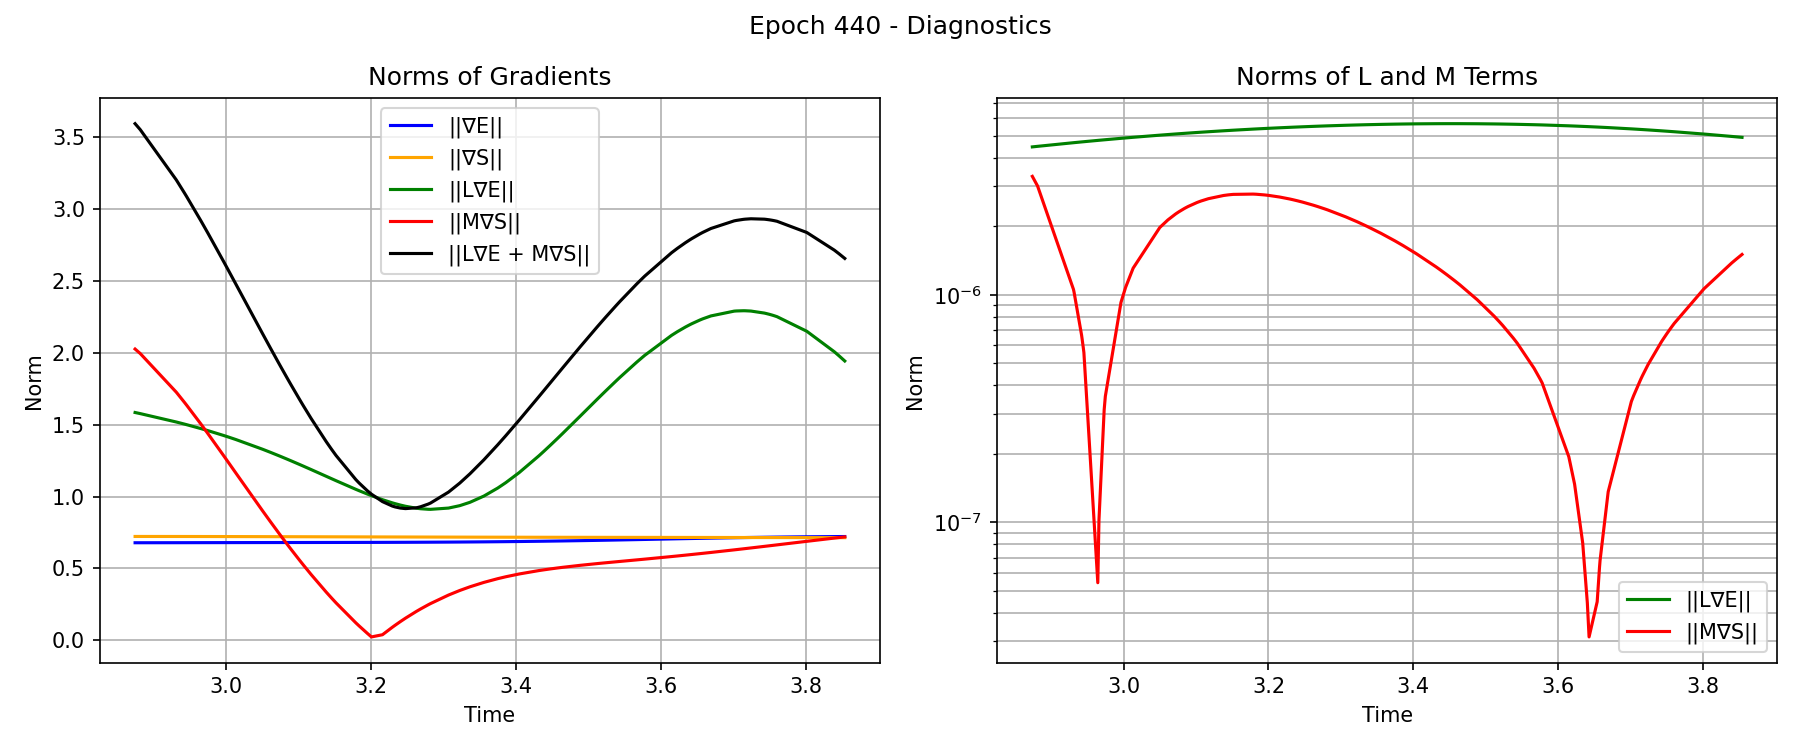 Epoch 440 - Diagnostics
Norms of Gradients
Norm
3.5
3.0
2.5
2.0
1.5
1.0
0.5
0.0
||∇E||
||∇S||
||L∇E||
||M∇S||
||L∇E + M∇S||
3.0 3.2 3.4 3.6 3.8
Time
Norms of L and M Terms
Norm
10⁻⁶
10⁻⁷
||L∇E||
||M∇S||
3.0 3.2 3.4 3.6 3.8
Time